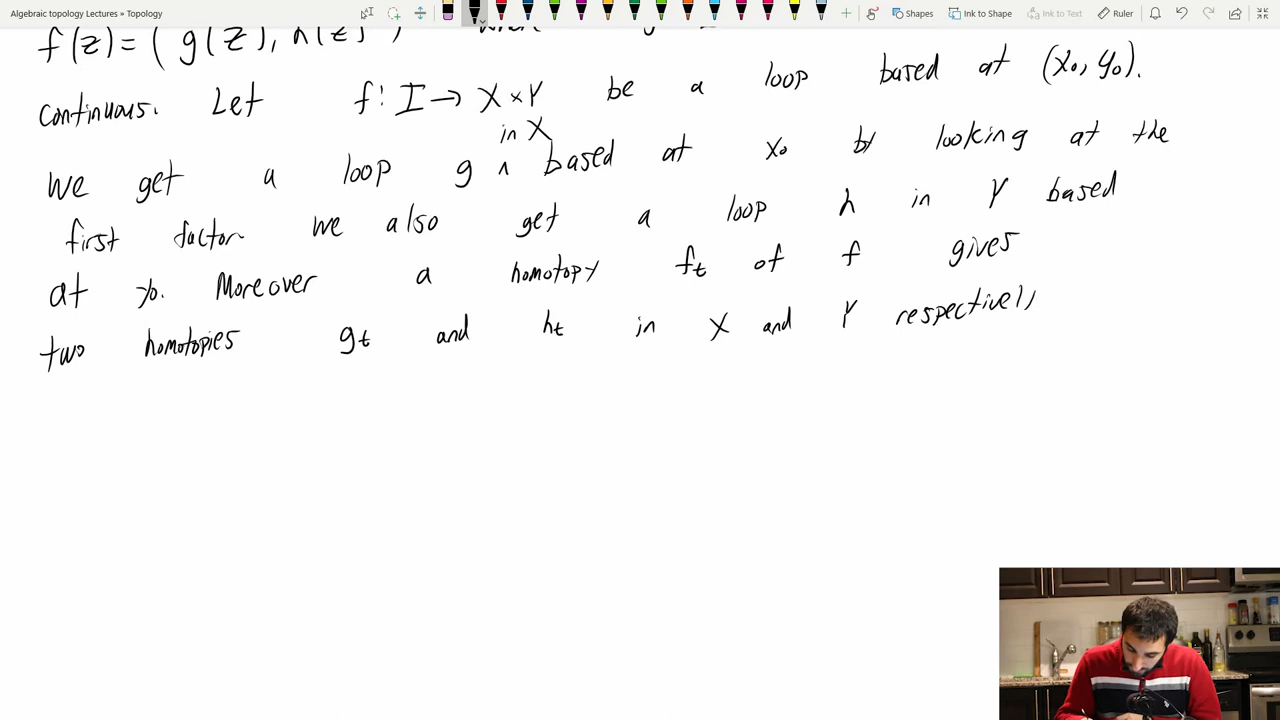 Algebraic topology Lectures » Topology
Shapes
Ink to Shape
Ink to Text
Ruler
f(z) = ( g(z), h(z) )
continuous. Let f: I → X × Y be a loop based at (x₀, y₀).
in X
We get a loop g ^ based at x₀ by looking at the
first factor. We also get a loop h in Y based
at y₀. Moreover a homotopy fₜ of f gives
two homotopies gₜ and hₜ in X and Y respectively